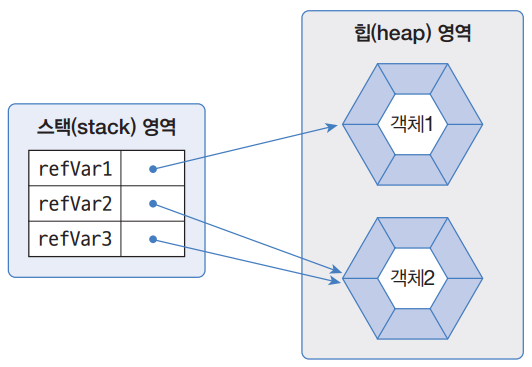 힙(heap) 영역
객체1
스택(stack) 영역
refVar1
refVar2
refVar3
객체2